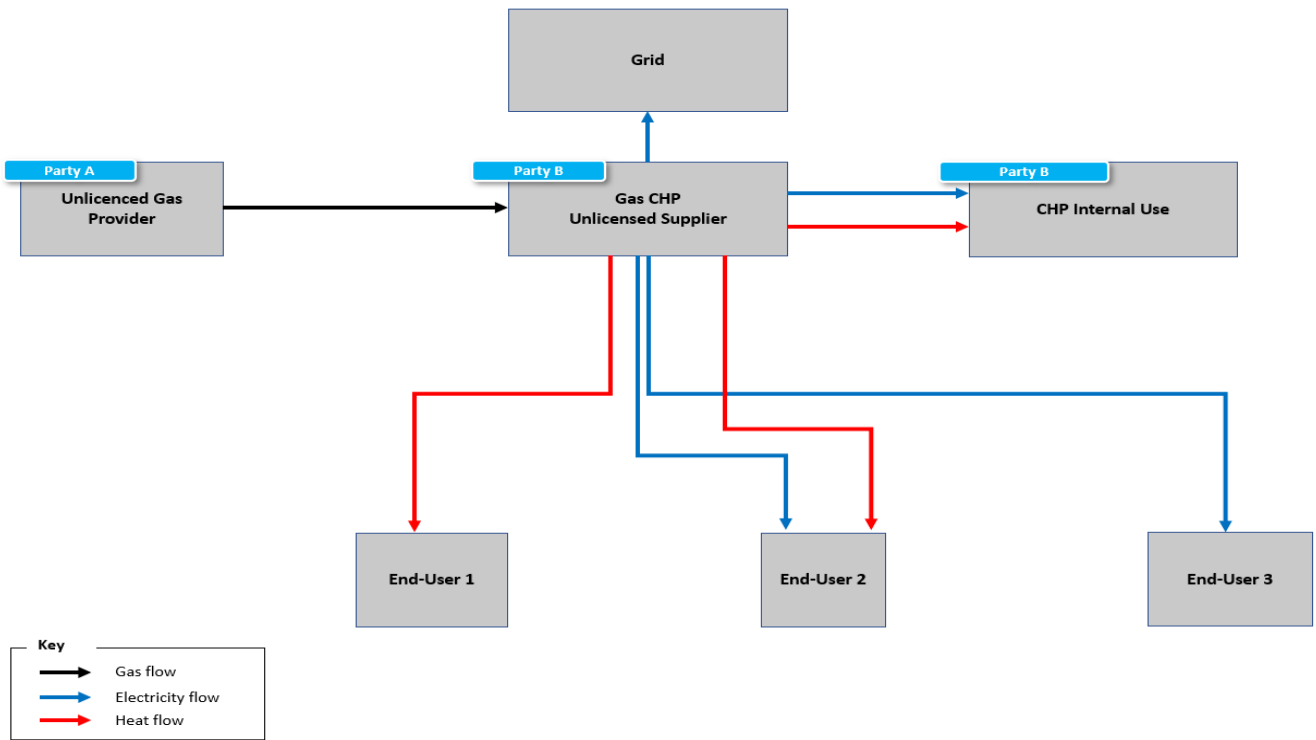 Grid
Party A
Unlicenced Gas
Provider
Party B
Gas CHP
Unlicensed Supplier
Party B
CHP Internal Use
End-User 1
End-User 2
End-User 3
Key
Gas flow
Electricity flow
Heat flow